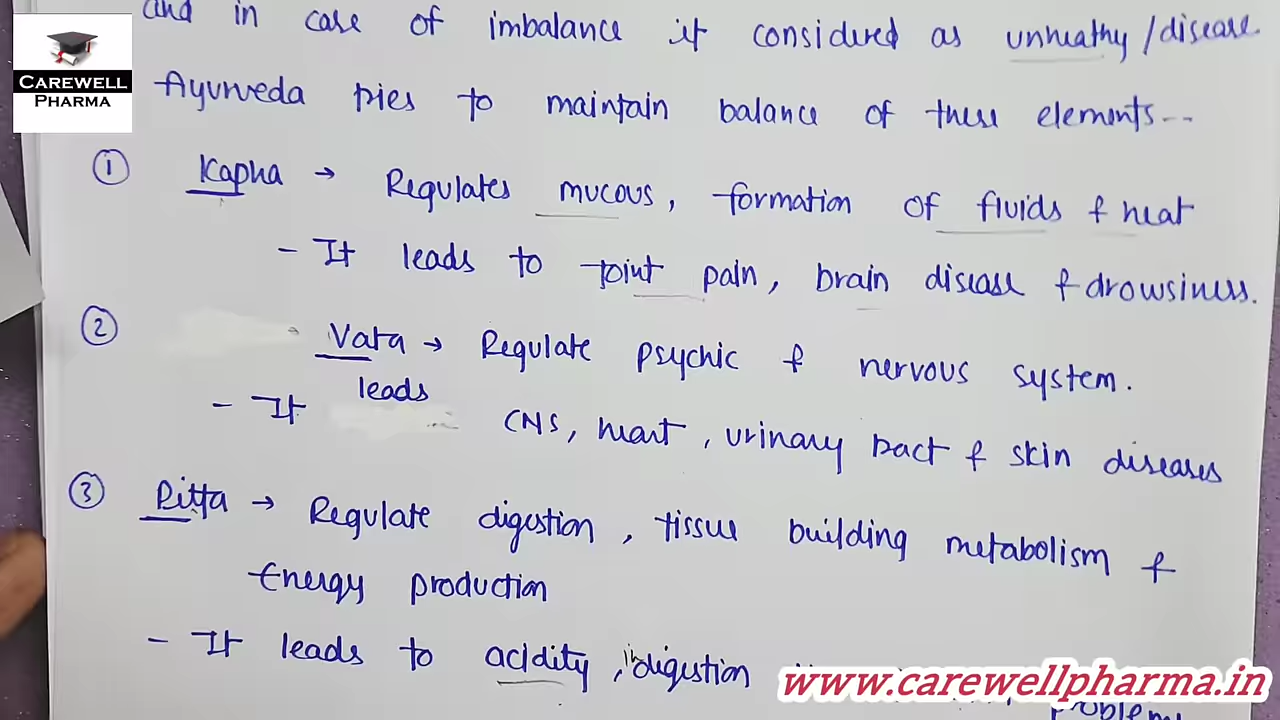 and in case of imbalance it considered as unheathy/disease.
CAREWELL
PHARMA
Ayurveda tries to maintain balance of these elements...
① Kapha → Regulates mucous, formation of fluids & heat
- It leads to joint pain, brain disease & drowsiness.
② Vata → Regulate psychic & nervous system.
- It leads CNS, heart, urinary tract & skin diseases
③ Pitta → Regulate digestion, tissue building metabolism &
Energy production
- It leads to acidity, indigestion
www.carewellpharma.in
problem